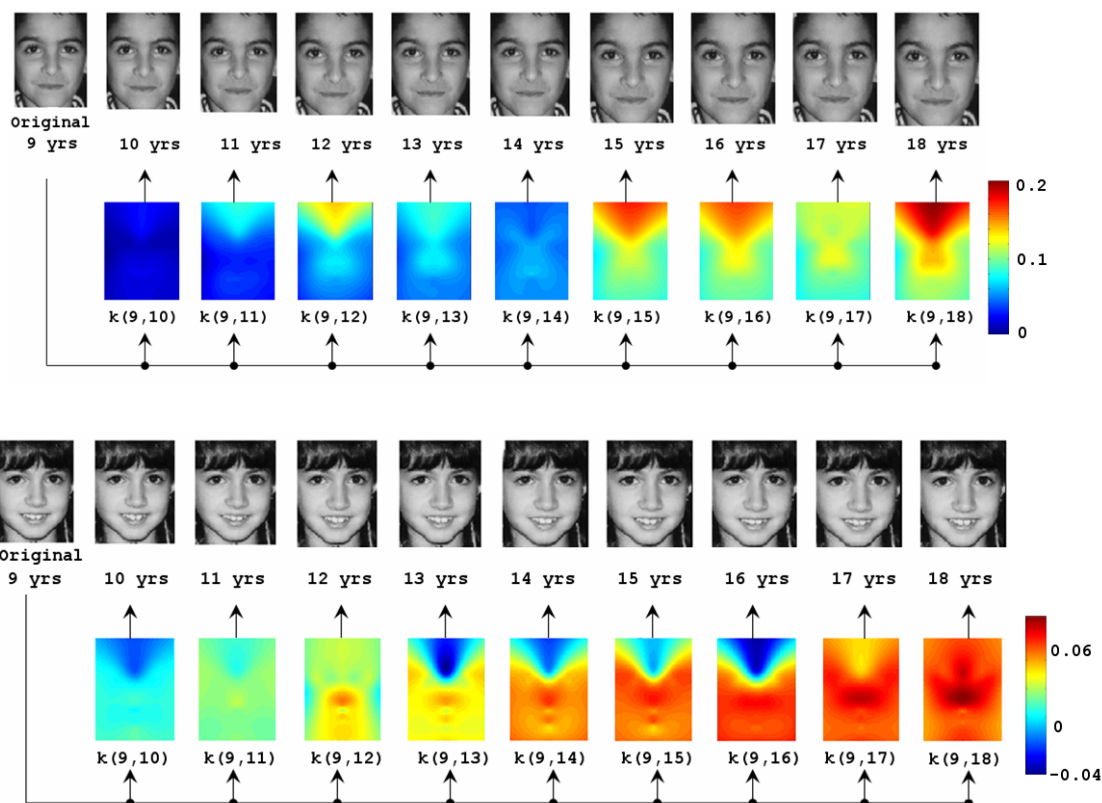 Original
9 yrs 10 yrs 11 yrs 12 yrs 13 yrs 14 yrs 15 yrs 16 yrs 17 yrs 18 yrs
0.2
0.1
0
k(9,10) k(9,11) k(9,12) k(9,13) k(9,14) k(9,15) k(9,16) k(9,17) k(9,18)
Original
9 yrs 10 yrs 11 yrs 12 yrs 13 yrs 14 yrs 15 yrs 16 yrs 17 yrs 18 yrs
0.06
0
-0.04
k(9,10) k(9,11) k(9,12) k(9,13) k(9,14) k(9,15) k(9,16) k(9,17) k(9,18)